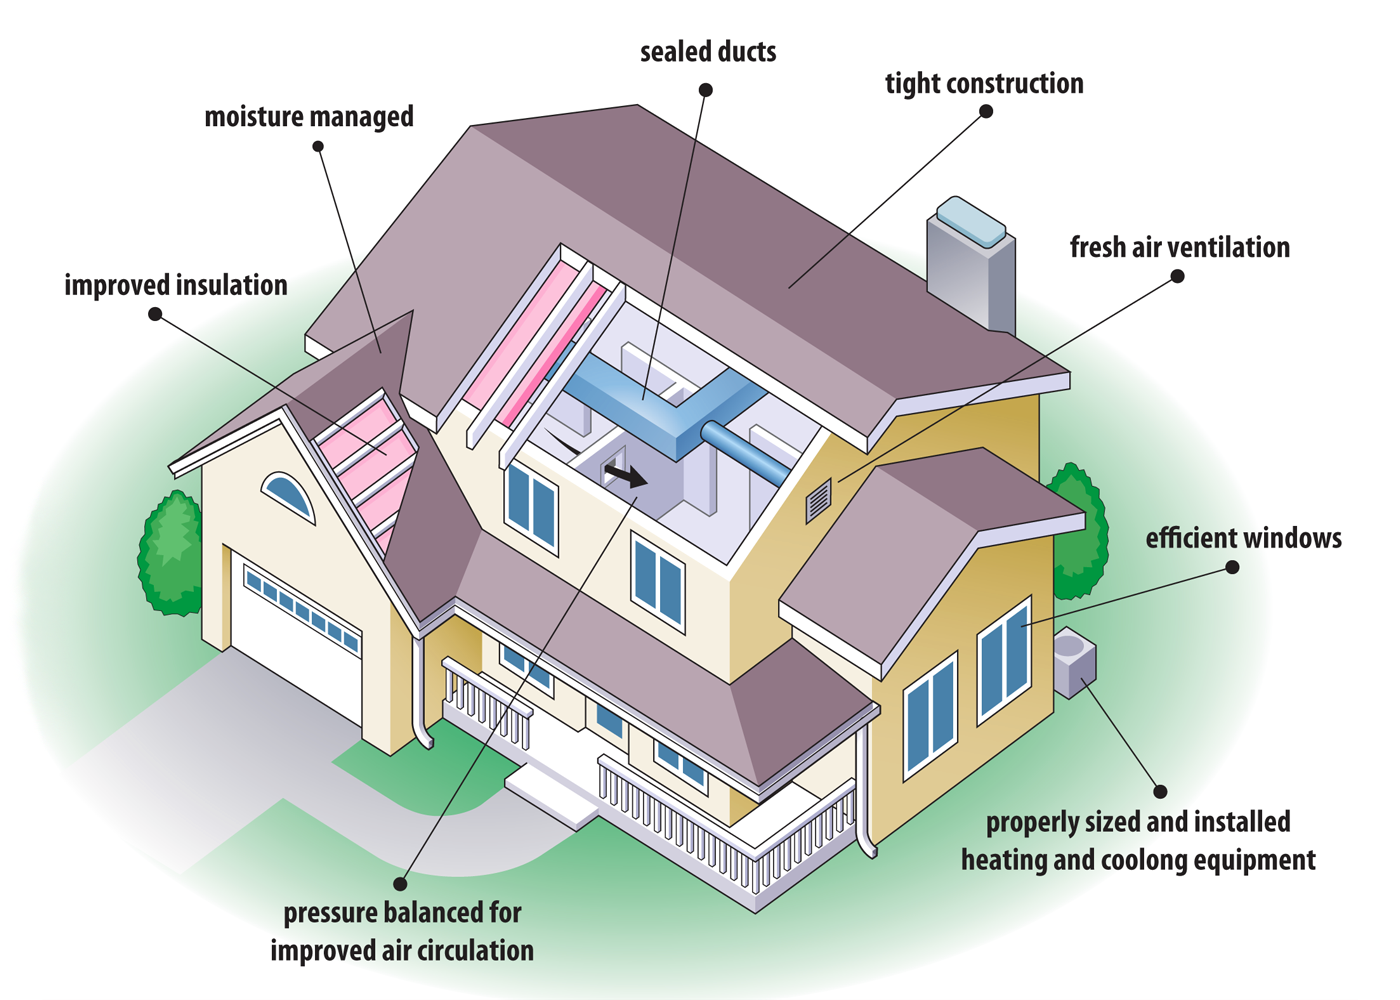 sealed ducts
tight construction
moisture managed
fresh air ventilation
improved insulation
efficient windows
properly sized and installed
heating and coolong equipment
pressure balanced for
improved air circulation